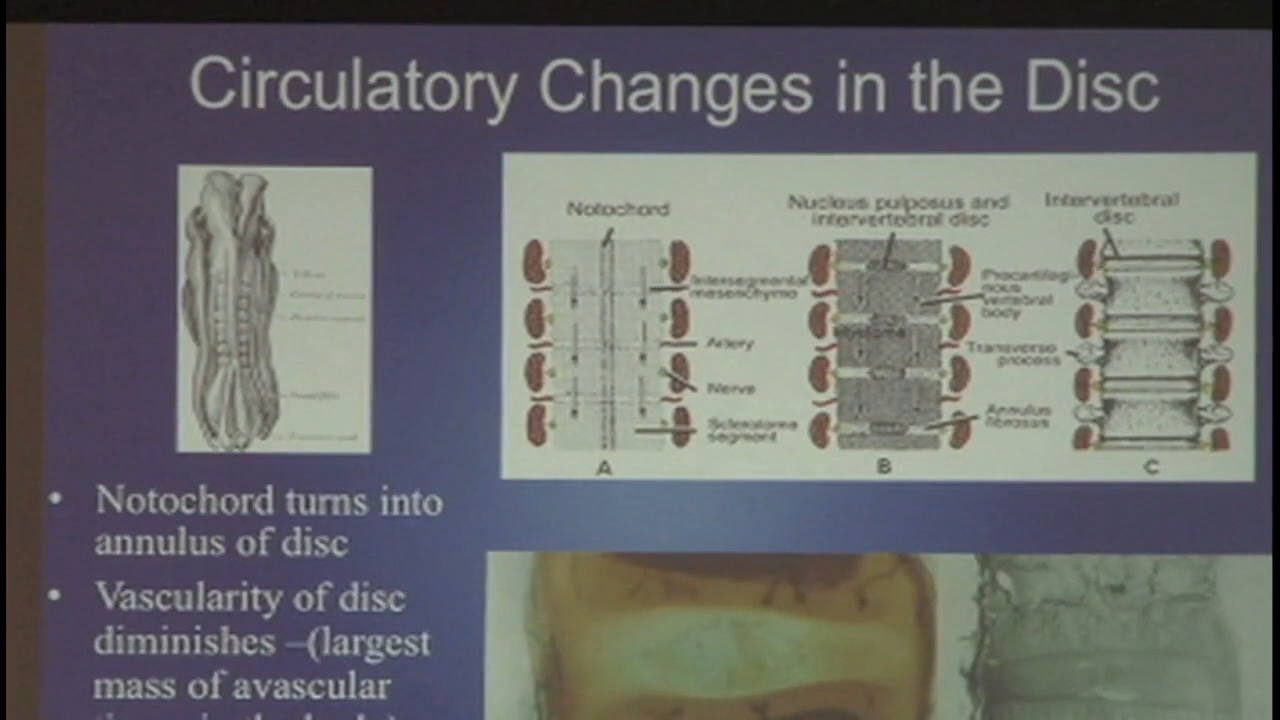 Circulatory Changes in the Disc
Notochord
Nucleus pulposus and
intervertebral disc
Intervertebral
disc
Intersegmental
mesenchyme
Procartilagi-
nous
vertebral
body
Artery
Transverse
process
Nerve
Sclerotome
segment
Annulus
fibrosus
A
B
C
• Notochord turns into
annulus of disc
• Vascularity of disc
diminishes –(largest
mass of avascular